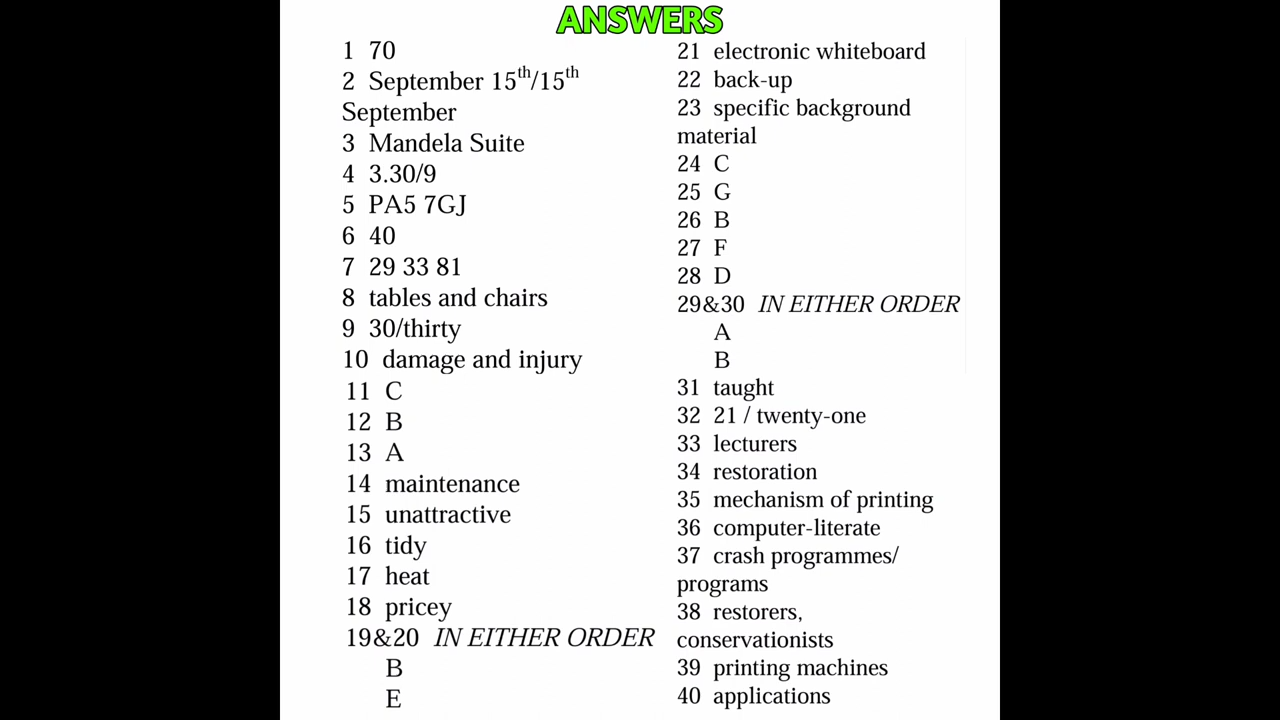 ANSWERS
1 70
2 September 15th/15th
September
3 Mandela Suite
4 3.30/9
5 PA5 7GJ
6 40
7 29 33 81
8 tables and chairs
9 30/thirty
10 damage and injury
11 C
12 B
13 A
14 maintenance
15 unattractive
16 tidy
17 heat
18 pricey
19&20 IN EITHER ORDER
B
E
21 electronic whiteboard
22 back-up
23 specific background
material
24 C
25 G
26 B
27 F
28 D
29&30 IN EITHER ORDER
A
B
31 taught
32 21 / twenty-one
33 lecturers
34 restoration
35 mechanism of printing
36 computer-literate
37 crash programmes/
programs
38 restorers,
conservationists
39 printing machines
40 applications